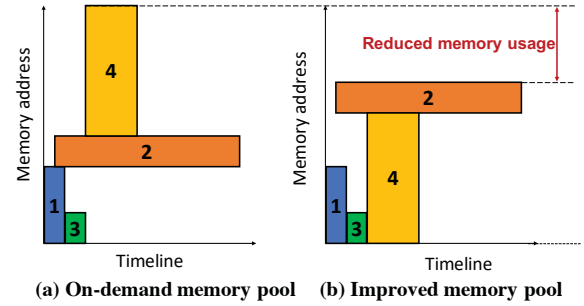 Memory address
4
2
1
3
Timeline
(a) On-demand memory pool
Memory address
Reduced memory usage
2
4
1
3
Timeline
(b) Improved memory pool